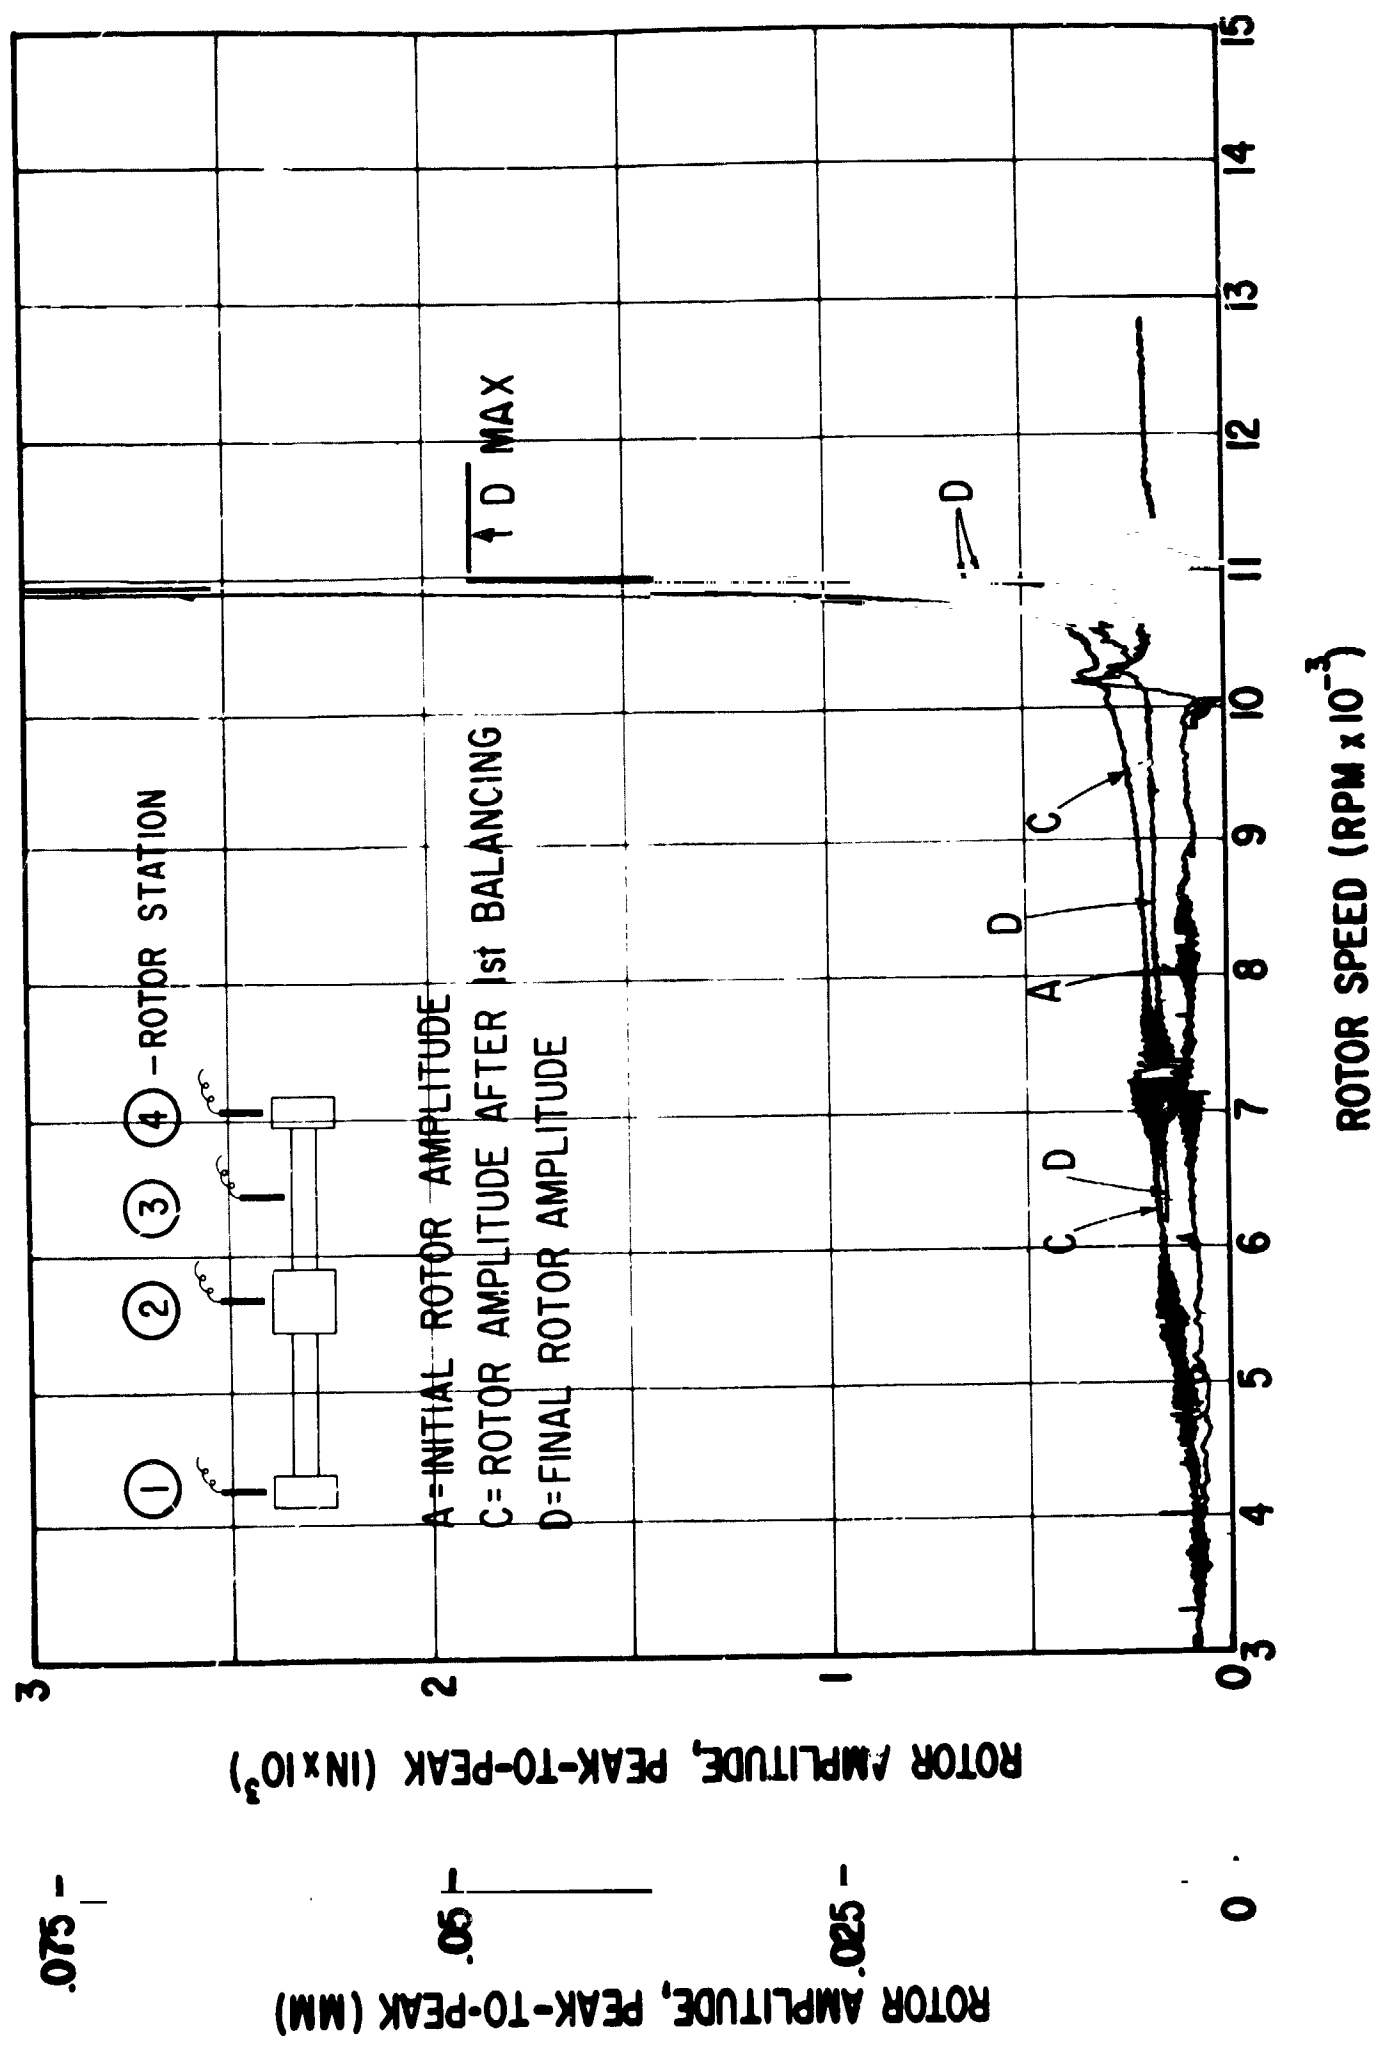 ① ② ③ ④ -ROTOR STATION
A=INITIAL ROTOR AMPLITUDE
C=ROTOR AMPLITUDE AFTER 1st BALANCING
D=FINAL ROTOR AMPLITUDE
D MAX
D
C
D
A
C
D
3
2
1
0
3 4 5 6 7 8 9 10 11 12 13 14 15
ROTOR SPEED (RPM x 10⁻³)
ROTOR AMPLITUDE, PEAK-TO-PEAK (IN x 10³)
.075
.05
.025
0
ROTOR AMPLITUDE, PEAK-TO-PEAK (MM)